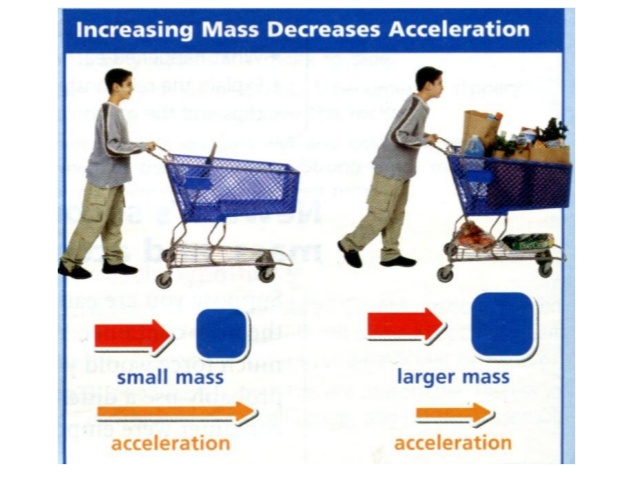 Increasing Mass Decreases Acceleration
small mass
larger mass
acceleration
acceleration